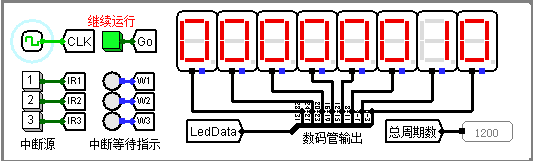 继续运行
CLK
Go
1 IR1
2 IR2
3 IR3
W1
W2
W3
中断源
中断等待指示
00000010
LedData
数码管输出
总周期数
1200